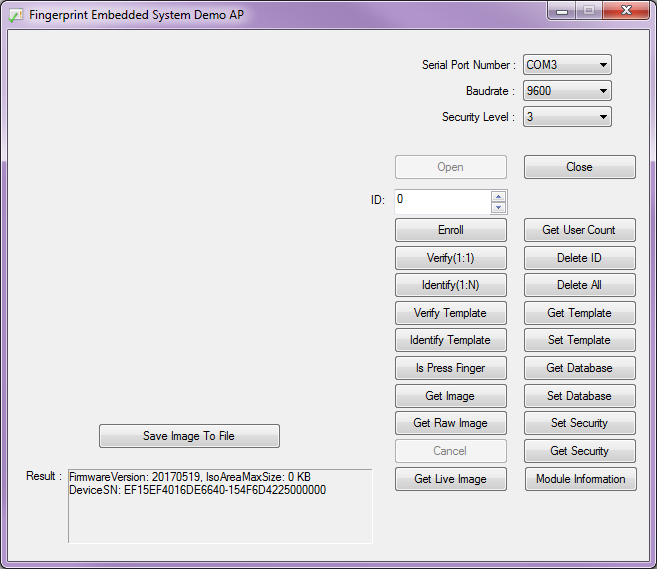 Fingerprint Embedded System Demo AP
Serial Port Number : COM3
Baudrate : 9600
Security Level : 3
Open Close
ID: 0
Enroll Get User Count
Verify(1:1) Delete ID
Identify(1:N) Delete All
Verify Template Get Template
Identify Template Set Template
Is Press Finger Get Database
Get Image Set Database
Get Raw Image Set Security
Save Image To File Cancel Get Security
Get Live Image Module Information
Result : FirmwareVersion: 20170519, IsoAreaMaxSize: 0 KB
DeviceSN: EF15EF4016DE6640-154F6D4225000000